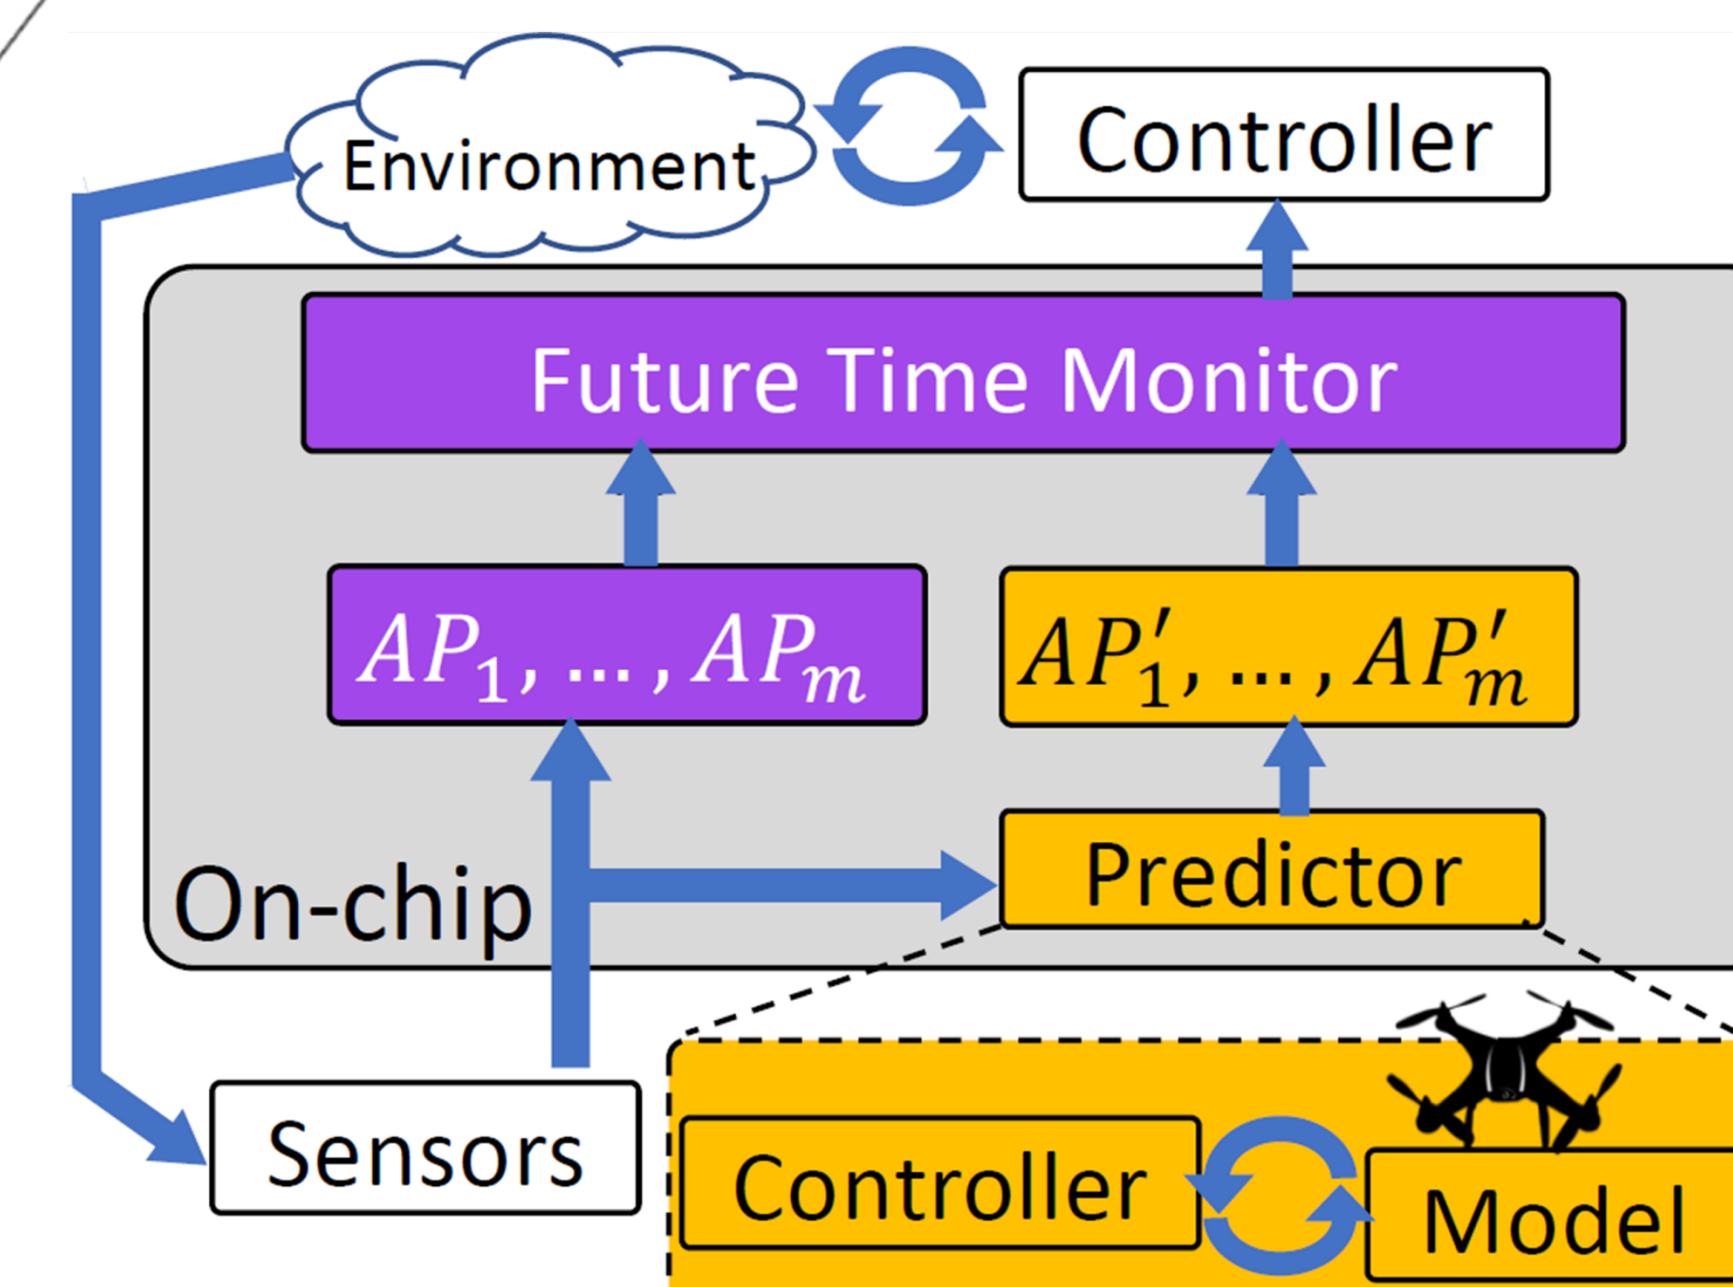 Environment
Controller
Future Time Monitor
AP₁, … , APₘ
AP′₁, … , AP′ₘ
Predictor
On-chip
Sensors
Controller
Model